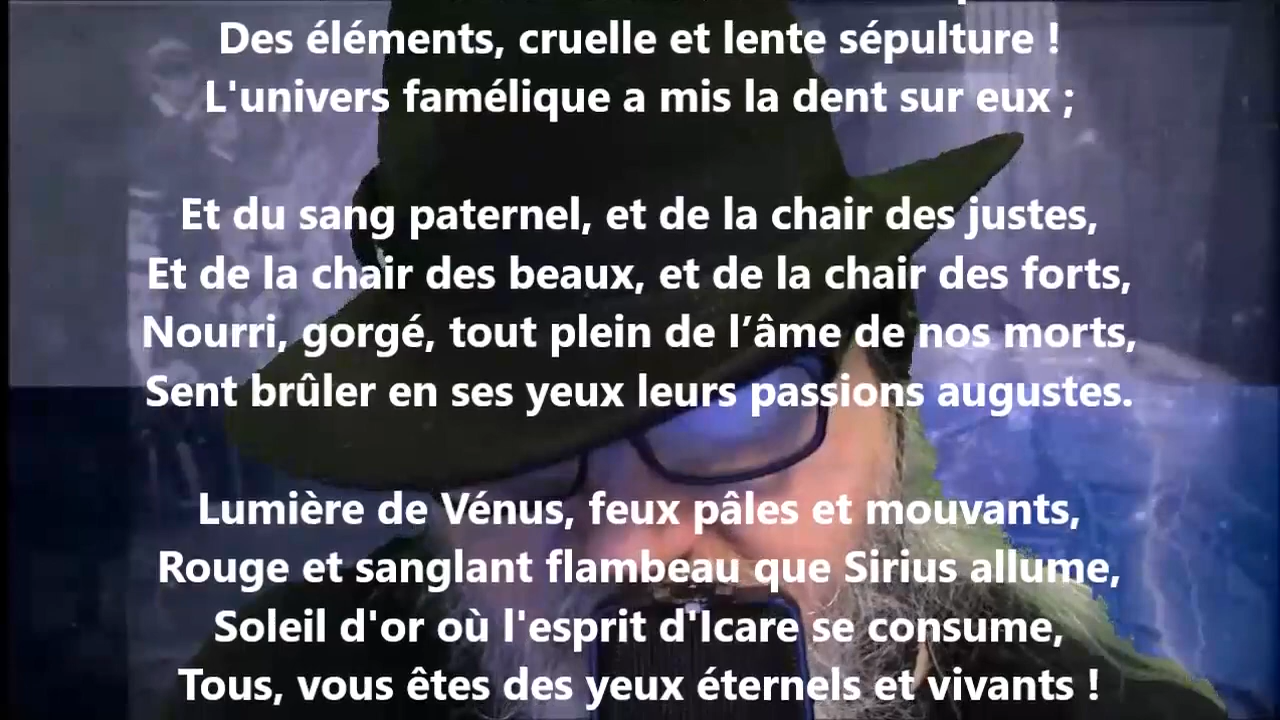 Des éléments, cruelle et lente sépulture !
L'univers famélique a mis la dent sur eux ;
Et du sang paternel, et de la chair des justes,
Et de la chair des beaux, et de la chair des forts,
Nourri, gorgé, tout plein de l’âme de nos morts,
Sent brûler en ses yeux leurs passions augustes.
Lumière de Vénus, feux pâles et mouvants,
Rouge et sanglant flambeau que Sirius allume,
Soleil d'or où l'esprit d'Icare se consume,
Tous, vous êtes des yeux éternels et vivants !